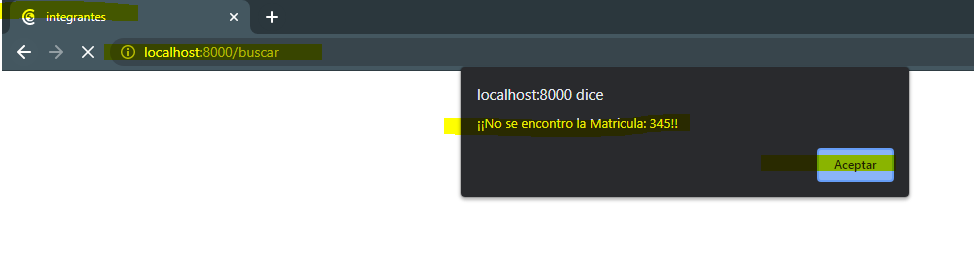 integrantes
localhost:8000/buscar
localhost:8000 dice
¡¡No se encontro la Matricula: 345!!
Aceptar